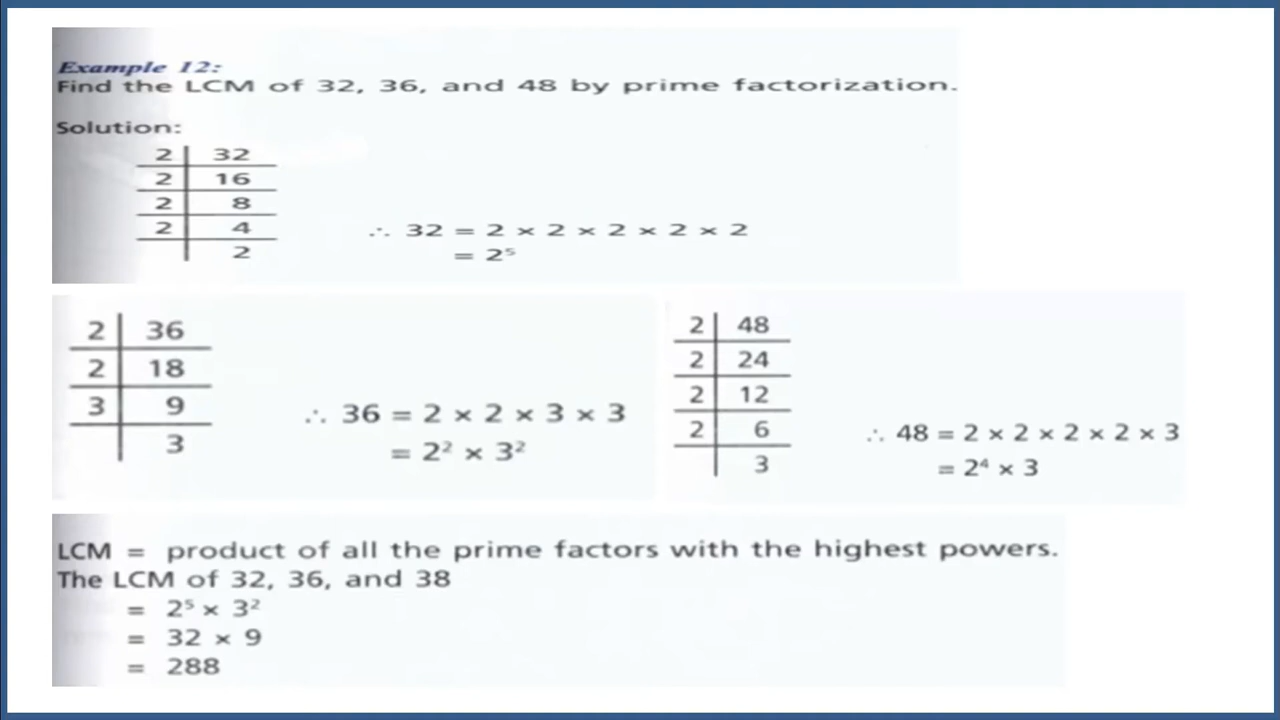 Example 12:
Find the LCM of 32, 36, and 48 by prime factorization.
Solution:
2 | 32
2 | 16
2 | 8
2 | 4
2
∴ 32 = 2 × 2 × 2 × 2 × 2
= 2⁵
2 | 36
2 | 18
3 | 9
3
∴ 36 = 2 × 2 × 3 × 3
= 2² × 3²
2 | 48
2 | 24
2 | 12
2 | 6
3
∴ 48 = 2 × 2 × 2 × 2 × 3
= 2⁴ × 3
LCM = product of all the prime factors with the highest powers.
The LCM of 32, 36, and 38
= 2⁵ × 3²
= 32 × 9
= 288